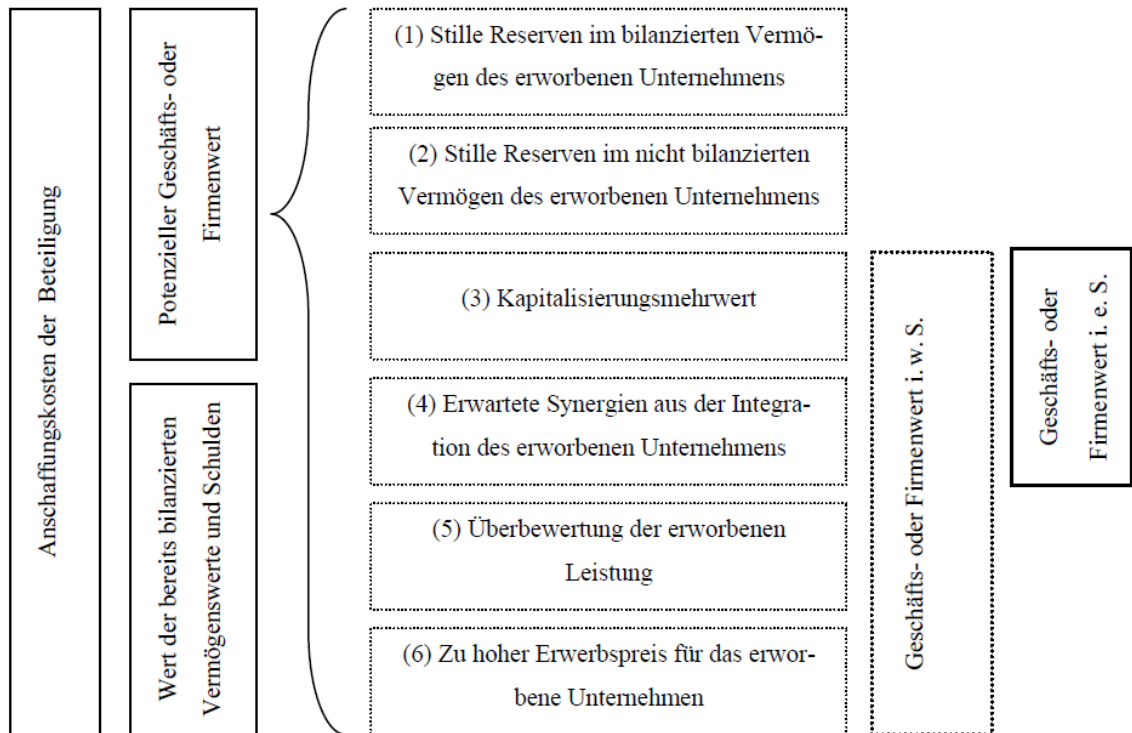 Anschaffungskosten der Beteiligung
Potenzieller Geschäfts- oder
Firmenwert
Wert der bereits bilanzierten
Vermögenswerte und Schulden
(1) Stille Reserven im bilanzierten Vermö-
gen des erworbenen Unternehmens
(2) Stille Reserven im nicht bilanzierten
Vermögen des erworbenen Unternehmens
(3) Kapitalisierungsmehrwert
(4) Erwartete Synergien aus der Integra-
tion des erworbenen Unternehmens
(5) Überbewertung der erworbenen
Leistung
(6) Zu hoher Erwerbspreis für das erwor-
bene Unternehmen
Geschäfts- oder Firmenwert i. w. S.
Geschäfts- oder
Firmenwert i. e. S.